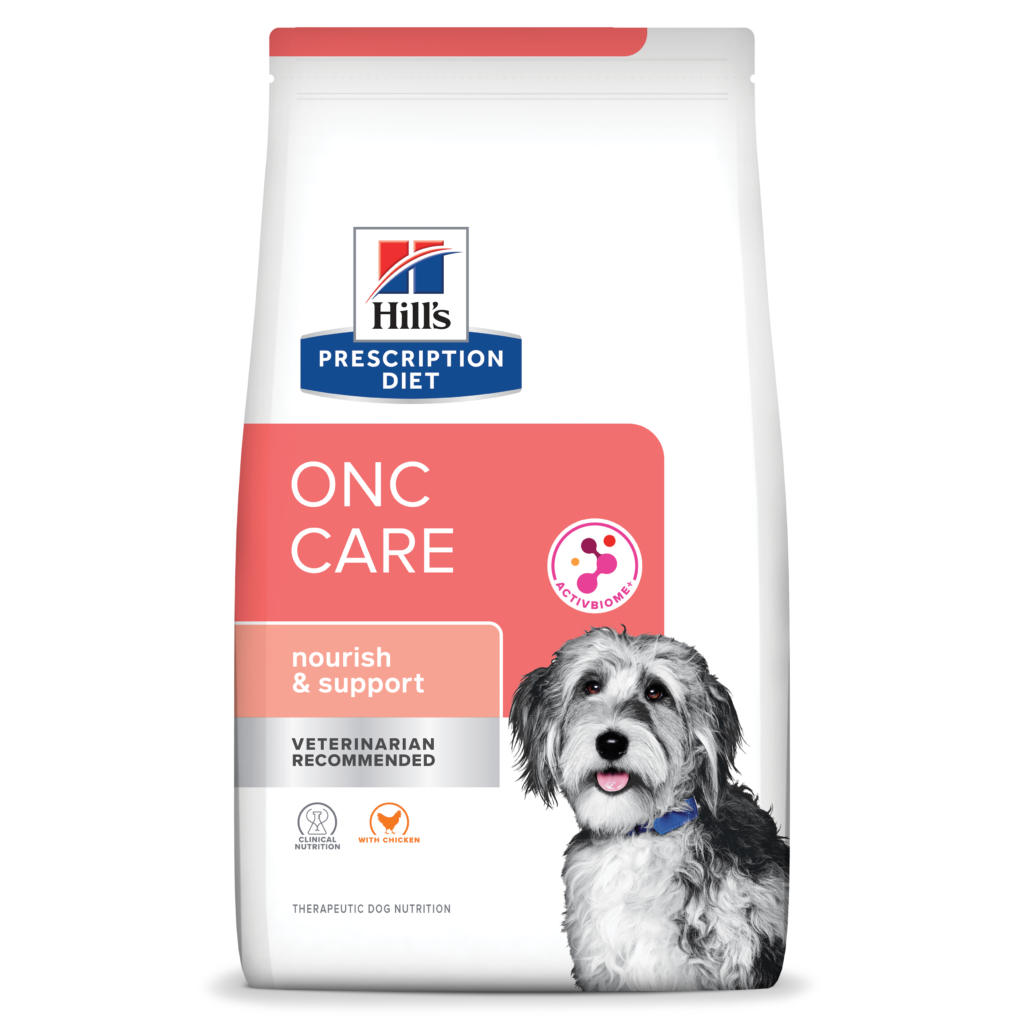 Hill's
PRESCRIPTION
DIET
ONC
CARE
ACTIVBIOME+
nourish
& support
VETERINARIAN
RECOMMENDED
CLINICAL
NUTRITION
WITH CHICKEN
THERAPEUTIC DOG NUTRITION